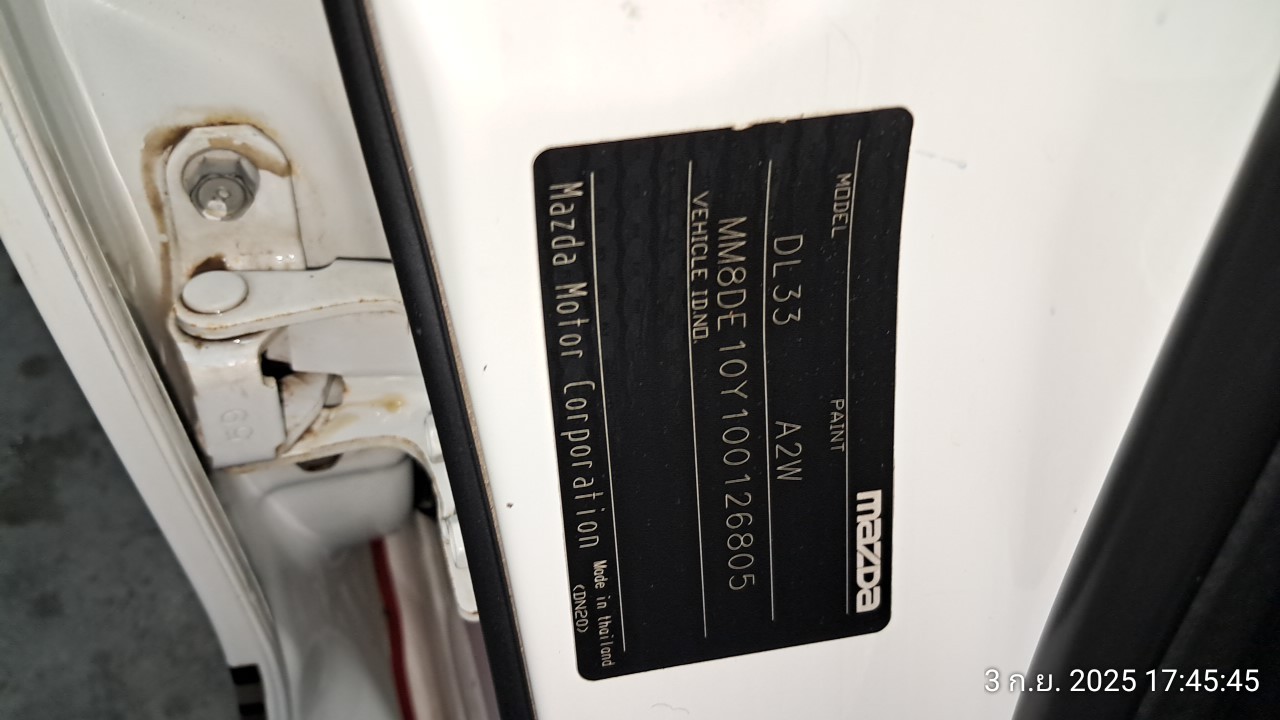 mazda
MODEL PAINT
DL33 A2W
MM8DE10Y100126805
VEHICLE ID.NO.
Mazda Motor Corporation Made in thailand
(DN20)
3 ก.ย. 2025 17:45:45